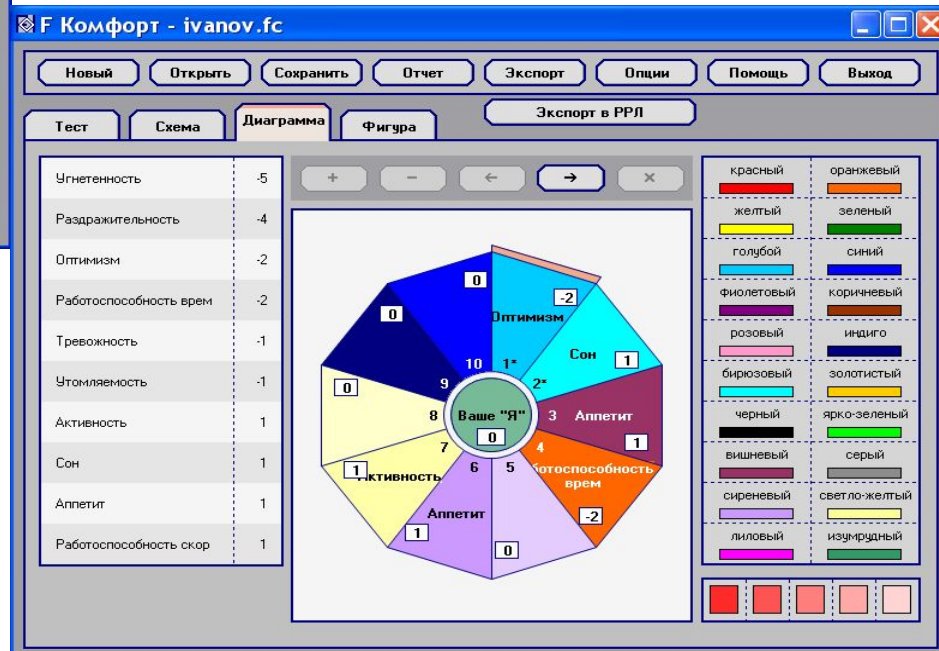 F Комфорт - ivanov.fc
Новый Открыть Сохранить Отчет Экспорт Опции Помощь Выход
Экспорт в РРЛ
Тест Схема Диаграмма Фигура
Угнетенность -5
Раздражительность -4
Оптимизм -2
Работоспособность врем -2
Тревожность -1
Утомляемость -1
Активность 1
Сон 1
Аппетит 1
Работоспособность скор 1
+ − ← → ×
0
-2
Оптимизм
0
Сон
1
10 1*
9 2*
0
8 Ваше "Я" 3 Аппетит
0
1
7 4
6 5
1
ктивность
отоспособность
врем
Аппетит
1
-2
0
красный оранжевый
желтый зеленый
голубой синий
фиолетовый коричневый
розовый индиго
бирюзовый золотистый
черный ярко-зеленый
вишневый серый
сиреневый светло-желтый
лиловый изумрудный